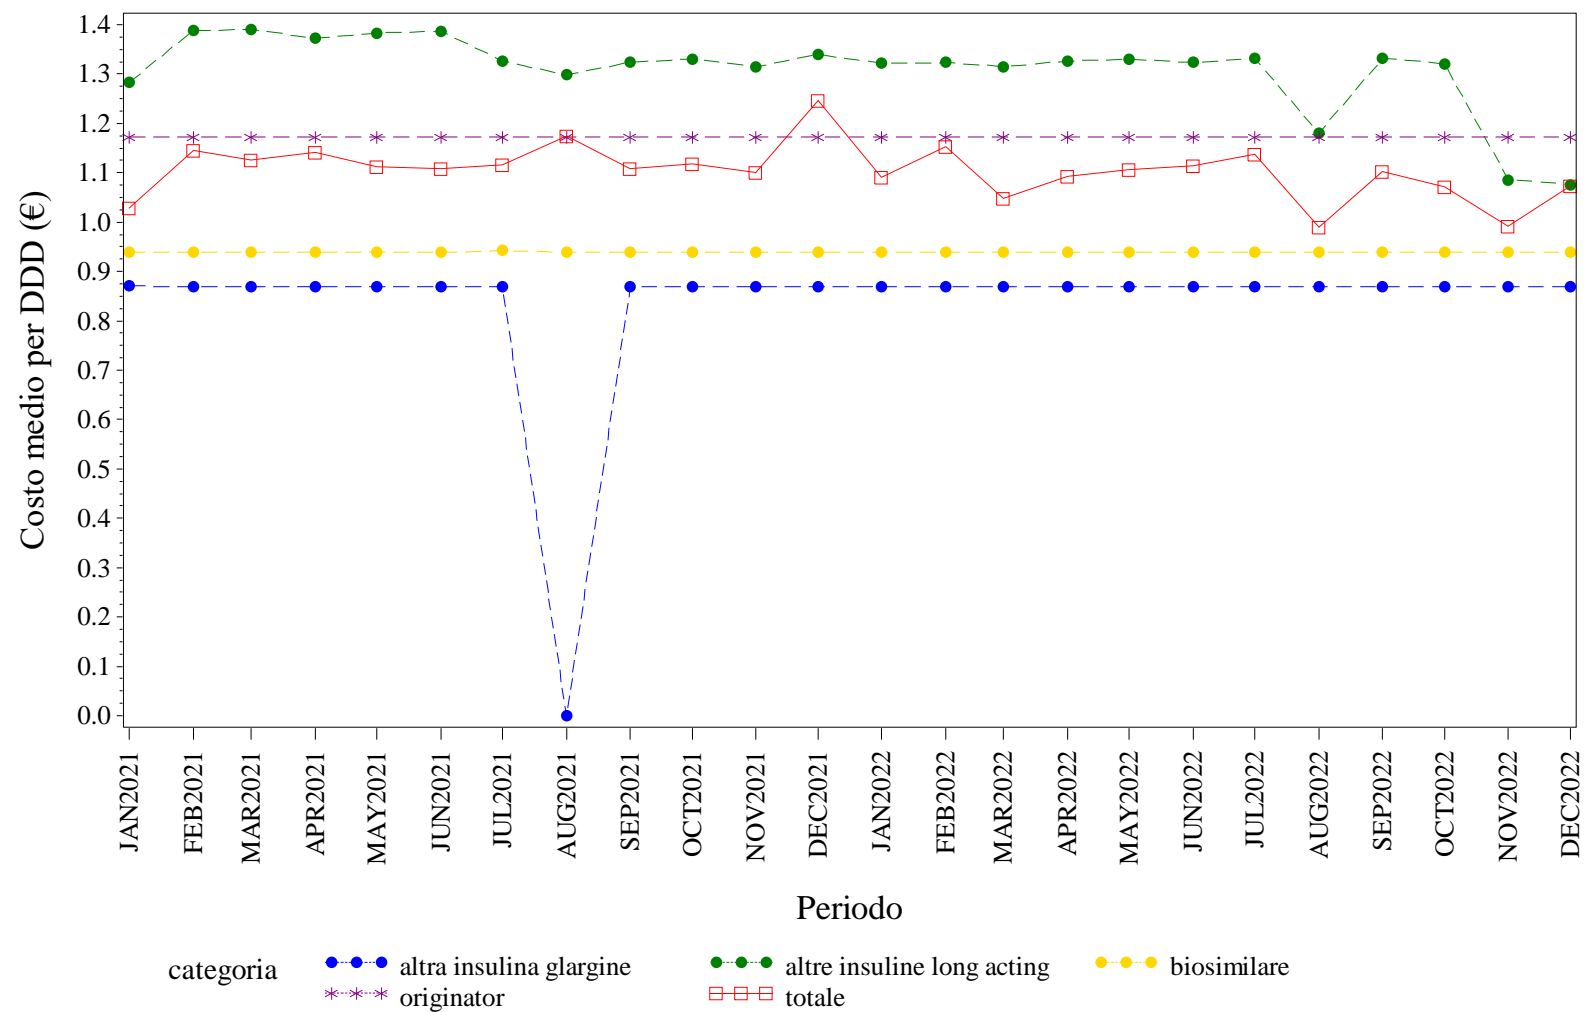 Costo medio per DDD (€)
1.4
1.3
1.2
1.1
1.0
0.9
0.8
0.7
0.6
0.5
0.4
0.3
0.2
0.1
0.0
JAN2021
FEB2021
MAR2021
APR2021
MAY2021
JUN2021
JUL2021
AUG2021
SEP2021
OCT2021
NOV2021
DEC2021
JAN2022
FEB2022
MAR2022
APR2022
MAY2022
JUN2022
JUL2022
AUG2022
SEP2022
OCT2022
NOV2022
DEC2022
Periodo
categoria
altra insulina glargine
altre insuline long acting
biosimilare
originator
totale